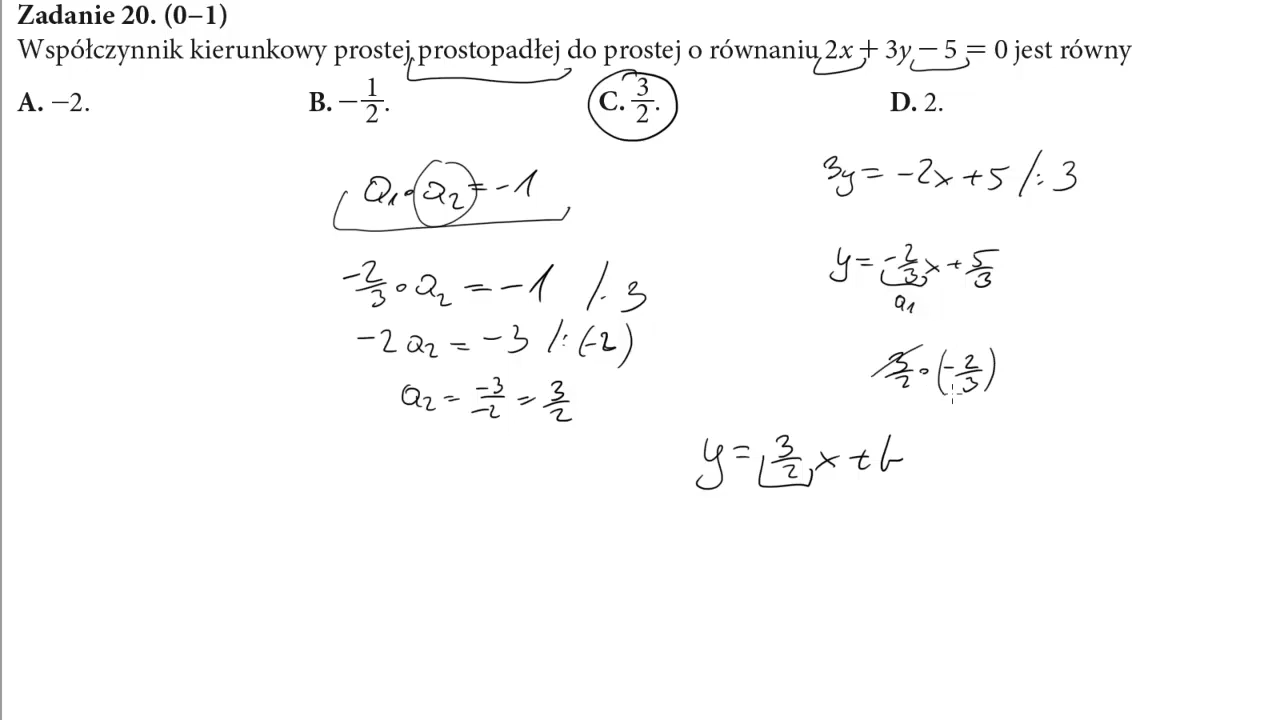 Zadanie 20. (0–1)
Współczynnik kierunkowy prostej prostopadłej do prostej o równaniu 2x + 3y − 5 = 0 jest równy
A. −2. B. −1/2. C. 3/2. D. 2.
a₁ · a₂ = −1
−2/3 · a₂ = −1 /· 3
−2a₂ = −3 /: (−2)
a₂ = −3/−2 = 3/2
3y = −2x + 5 /: 3
y = −2/3x + 5/3
a₁
3/2 · (−2/3)
y = 3/2x + b